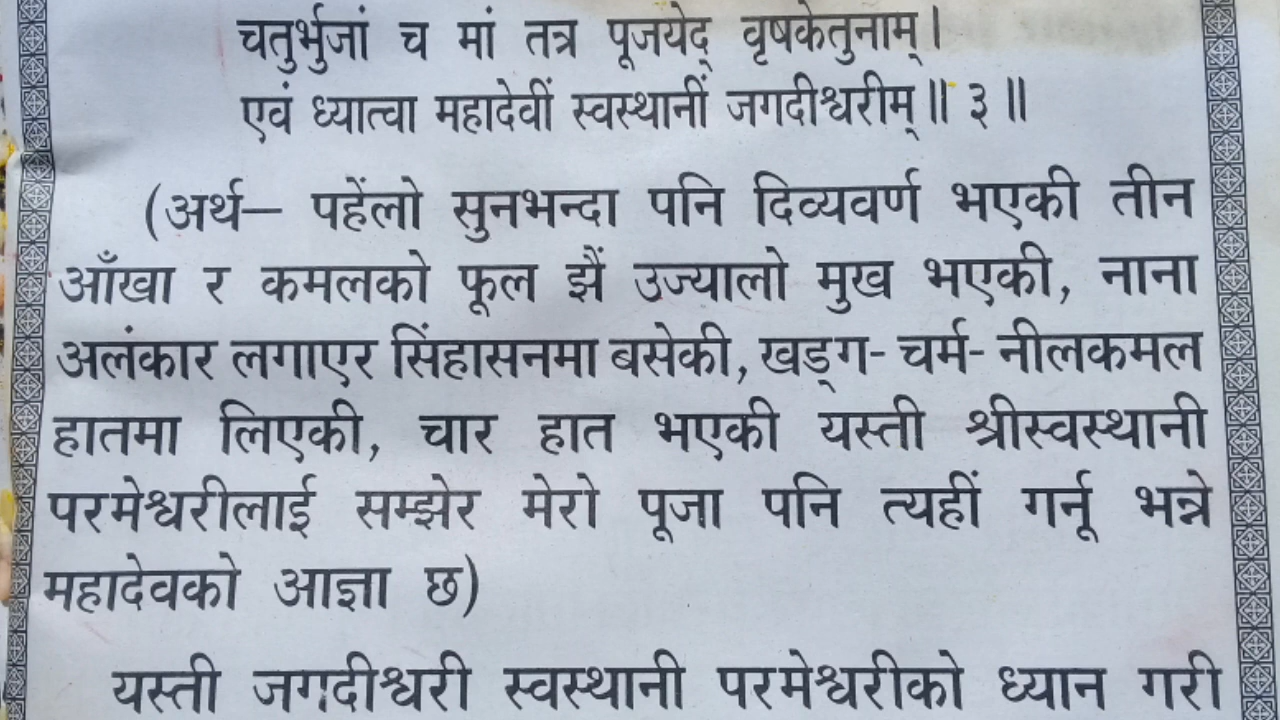 चतुर्भुजां च मां तत्र पूजयेद् वृषकेतुनाम्।
एवं ध्यात्वा महादेवीं स्वस्थानीं जगदीश्वरीम्॥ ३ ॥
(अर्थ— पहेंलो सुनभन्दा पनि दिव्यवर्ण भएकी तीन
आँखा र कमलको फूल झैं उज्यालो मुख भएकी, नाना
अलंकार लगाएर सिंहासनमा बसेकी, खड्ग- चर्म- नीलकमल
हातमा लिएकी, चार हात भएकी यस्ती श्रीस्वस्थानी
परमेश्वरीलाई सम्झेर मेरो पूजा पनि त्यहीं गर्नू भन्ने
महादेवको आज्ञा छ)
यस्ती जगदीश्वरी स्वस्थानी परमेश्वरीको ध्यान गरी